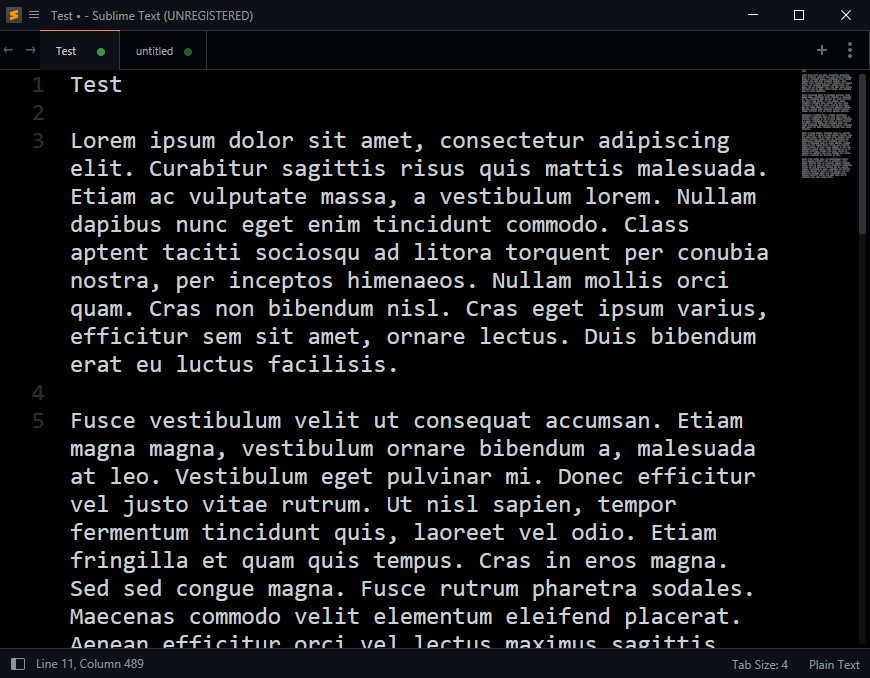 Test • - Sublime Text (UNREGISTERED)
Test
untitled
1 Test
2
3 Lorem ipsum dolor sit amet, consectetur adipiscing
elit. Curabitur sagittis risus quis mattis malesuada.
Etiam ac vulputate massa, a vestibulum lorem. Nullam
dapibus nunc eget enim tincidunt commodo. Class
aptent taciti sociosqu ad litora torquent per conubia
nostra, per inceptos himenaeos. Nullam mollis orci
quam. Cras non bibendum nisl. Cras eget ipsum varius,
efficitur sem sit amet, ornare lectus. Duis bibendum
erat eu luctus facilisis.
4
5 Fusce vestibulum velit ut consequat accumsan. Etiam
magna magna, vestibulum ornare bibendum a, malesuada
at leo. Vestibulum eget pulvinar mi. Donec efficitur
vel justo vitae rutrum. Ut nisl sapien, tempor
fermentum tincidunt quis, laoreet vel odio. Etiam
fringilla et quam quis tempus. Cras in eros magna.
Sed sed congue magna. Fusce rutrum pharetra sodales.
Maecenas commodo velit elementum eleifend placerat.
Aenean efficitur orci vel lectus maximus sagittis
Line 11, Column 489
Tab Size: 4
Plain Text